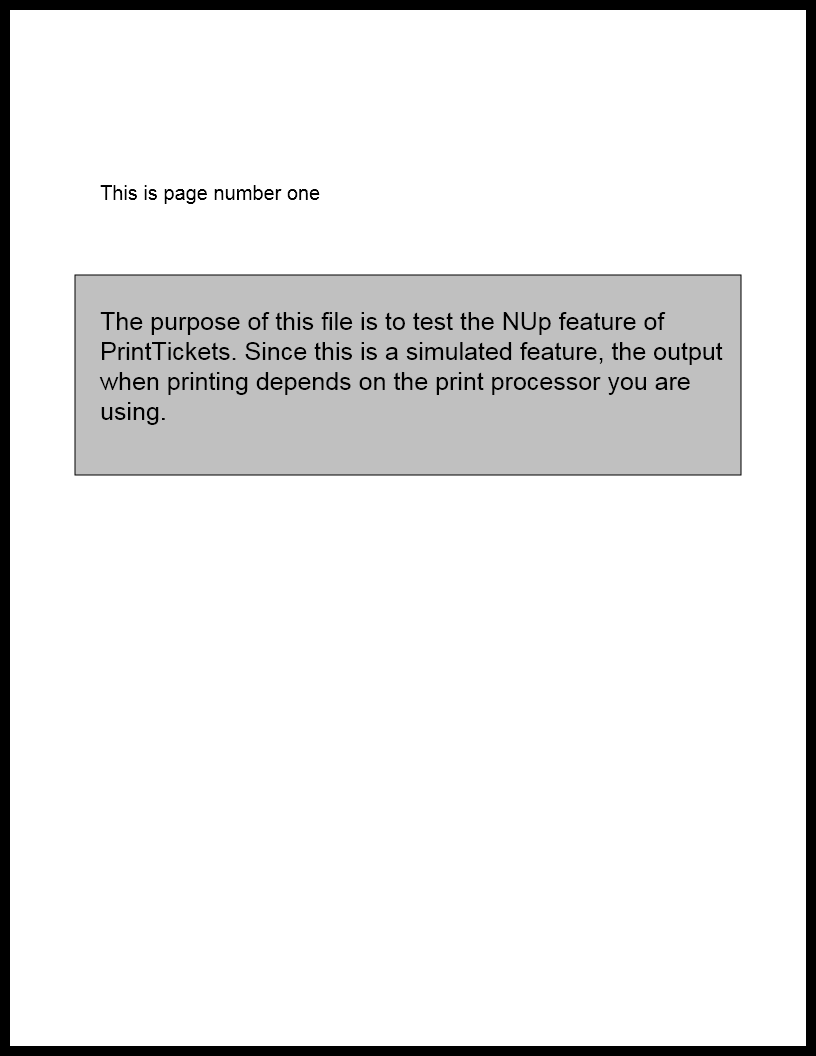 This is page number one
The purpose of this file is to test the NUp feature of
PrintTickets. Since this is a simulated feature, the output
when printing depends on the print processor you are
using.